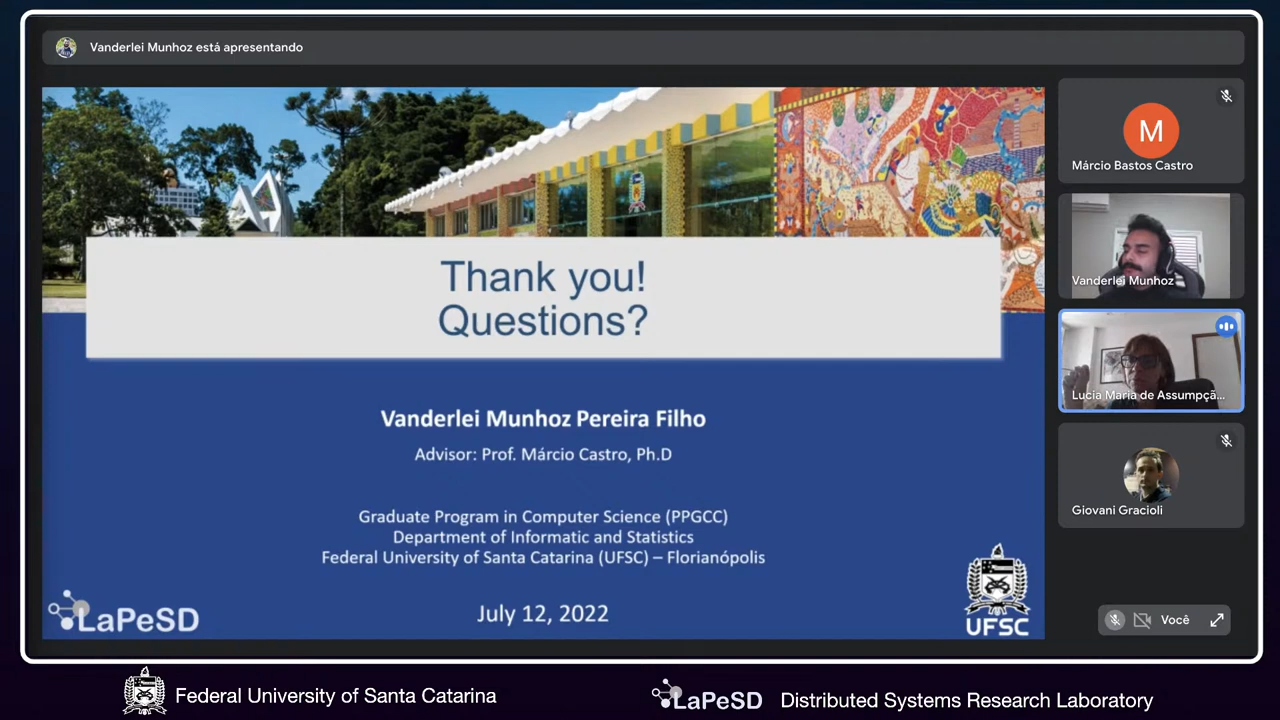 Vanderlei Munhoz está apresentando
Thank you!
Questions?
Vanderlei Munhoz Pereira Filho
Advisor: Prof. Márcio Castro, Ph.D
Graduate Program in Computer Science (PPGCC)
Department of Informatic and Statistics
Federal University of Santa Catarina (UFSC) – Florianópolis
July 12, 2022
LaPeSD
UFSC
M
Márcio Bastos Castro
Vanderlei Munhoz
Lucia Maria de Assumpçã...
Giovani Gracioli
Você
Federal University of Santa Catarina
LaPeSD
Distributed Systems Research Laboratory